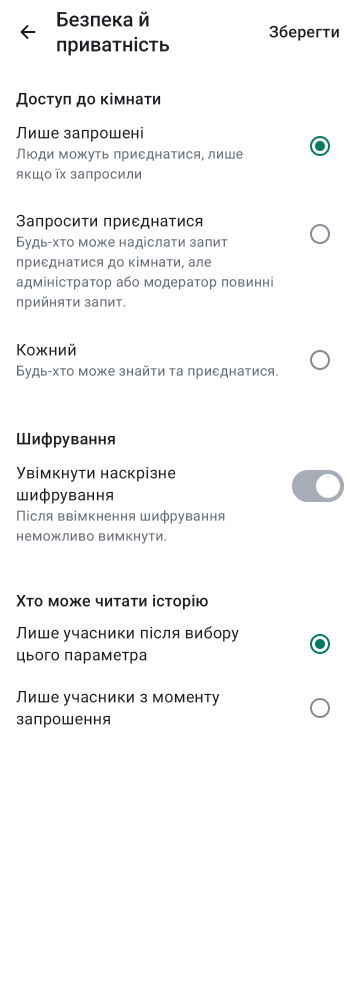 Безпека й
приватність
Зберегти
Доступ до кімнати
Лише запрошені
Люди можуть приєднатися, лише
якщо їх запросили
Запросити приєднатися
Будь-хто може надіслати запит
приєднатися до кімнати, але
адміністратор або модератор повинні
прийняти запит.
Кожний
Будь-хто може знайти та приєднатися.
Шифрування
Увімкнути наскрізне
шифрування
Після ввімкнення шифрування
неможливо вимкнути.
Хто може читати історію
Лише учасники після вибору
цього параметра
Лише учасники з моменту
запрошення